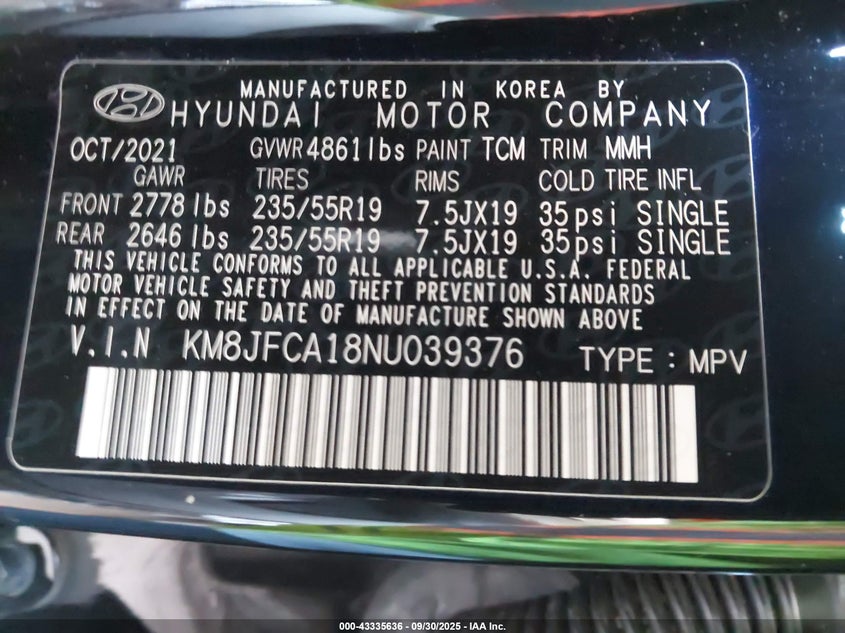 MANUFACTURED IN KOREA BY
HYUNDAI MOTOR COMPANY
OCT/2021 GVWR 4861lbs PAINT TCM TRIM MMH
GAWR TIRES RIMS COLD TIRE INFL
FRONT 2778 lbs 235/55R19 7.5JX19 35psi SINGLE
REAR 2646 lbs 235/55R19 7.5JX19 35psi SINGLE
THIS VEHICLE CONFORMS TO ALL APPLICABLE U.S.A. FEDERAL
MOTOR VEHICLE SAFETY AND THEFT PREVENTION STANDARDS
IN EFFECT ON THE DATE OF MANUFACTURE SHOWN ABOVE
V.I.N KM8JFCA18NU039376 TYPE : MPV
000-43335636 - 09/30/2025 - IAA Inc.